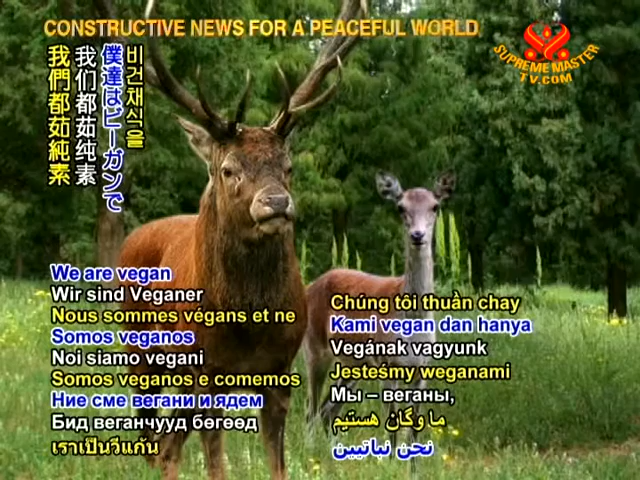 CONSTRUCTIVE NEWS FOR A PEACEFUL WORLD
SUPREME MASTER
TV.COM
비건채식을
僕達はビーガンで
我们都茹纯素
我們都茹純素
We are vegan
Wir sind Veganer
Nous sommes végans et ne
Somos veganos
Noi siamo vegani
Somos veganos e comemos
Ние сме вегани и ядем
Бид веганчууд бөгөөд
เราเป็นวีแก้น
Chúng tôi thuần chay
Kami vegan dan hanya
Vegának vagyunk
Jesteśmy weganami
Мы – веганы,
ما وگان هستیم
نحن نباتيين